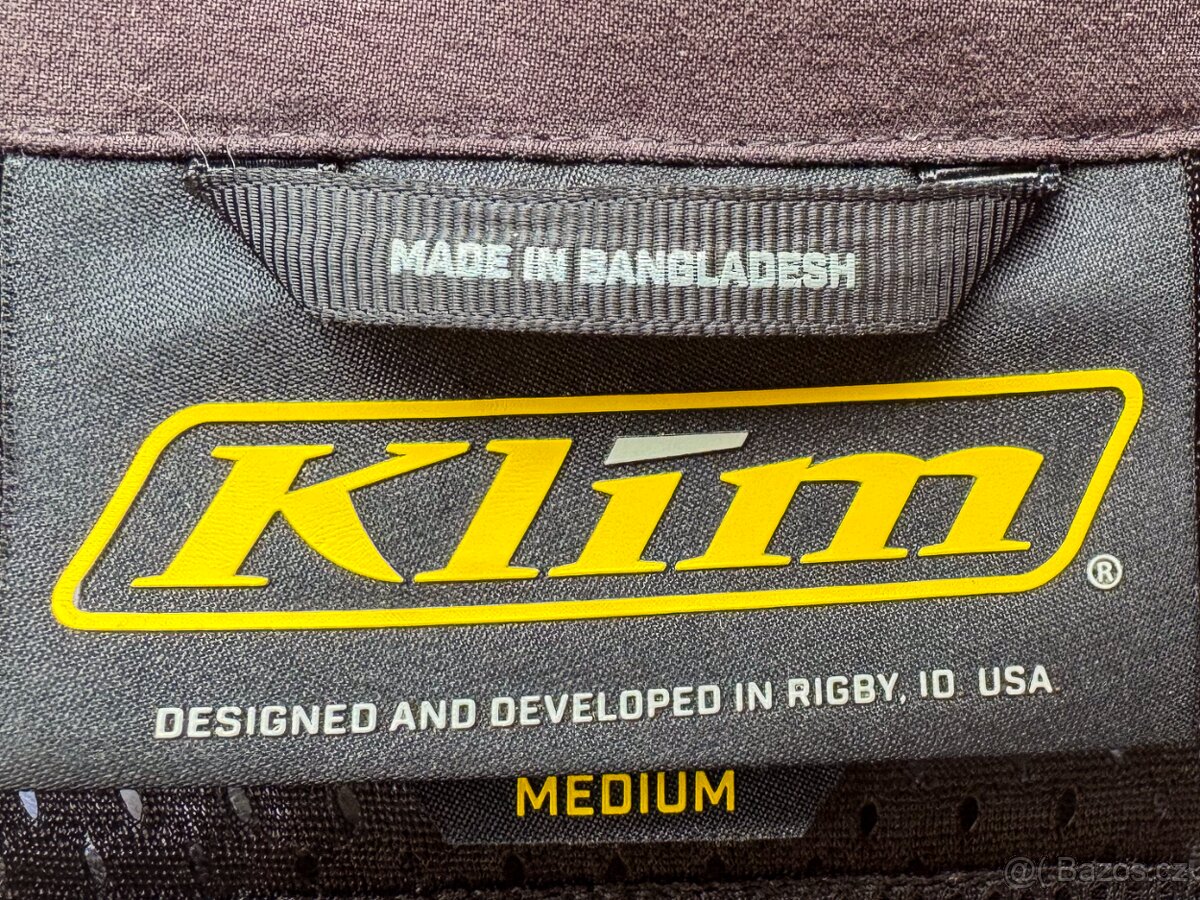 MADE IN BANGLADESH
Klim
®
DESIGNED AND DEVELOPED IN RIGBY, ID USA
MEDIUM
@( Bazos.cz